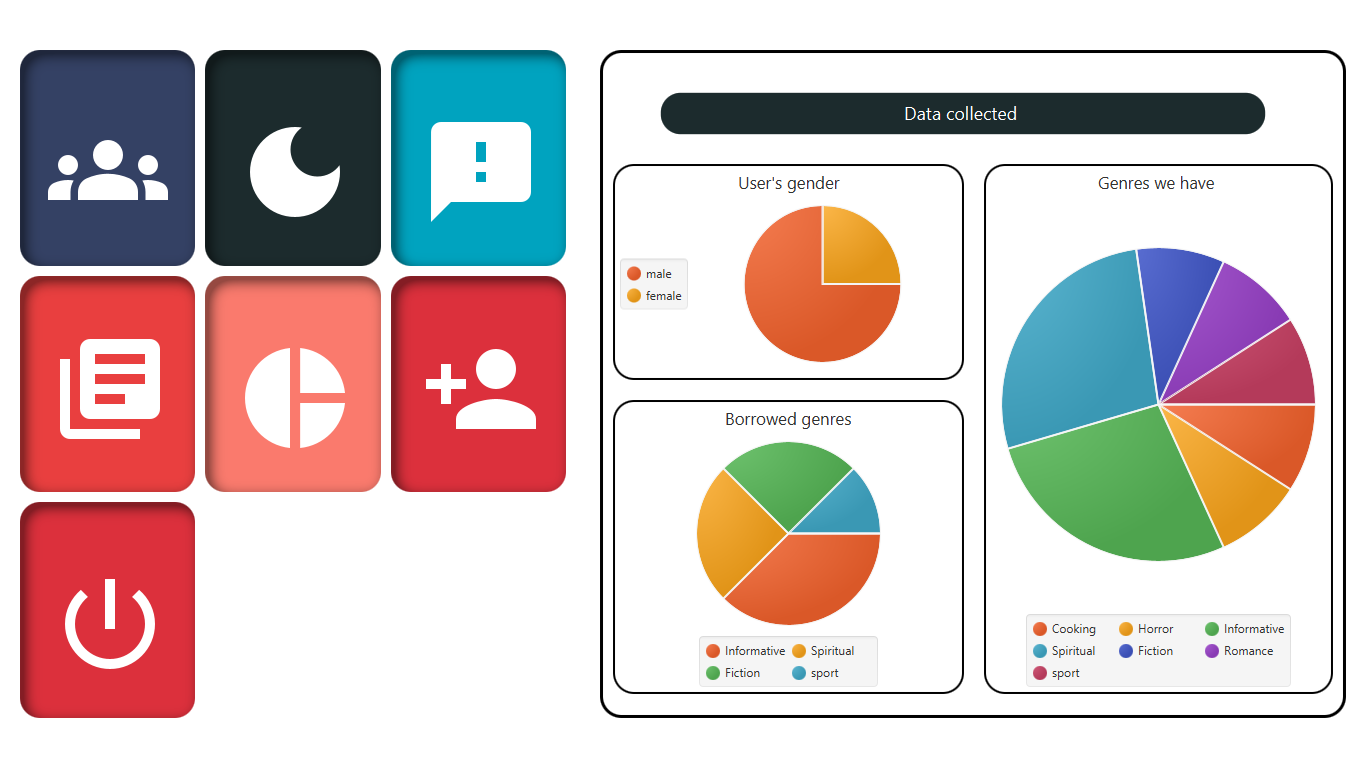 Data collected
User's gender
male
female
Borrowed genres
Informative Spiritual
Fiction sport
Genres we have
Cooking Horror Informative
Spiritual Fiction Romance
sport